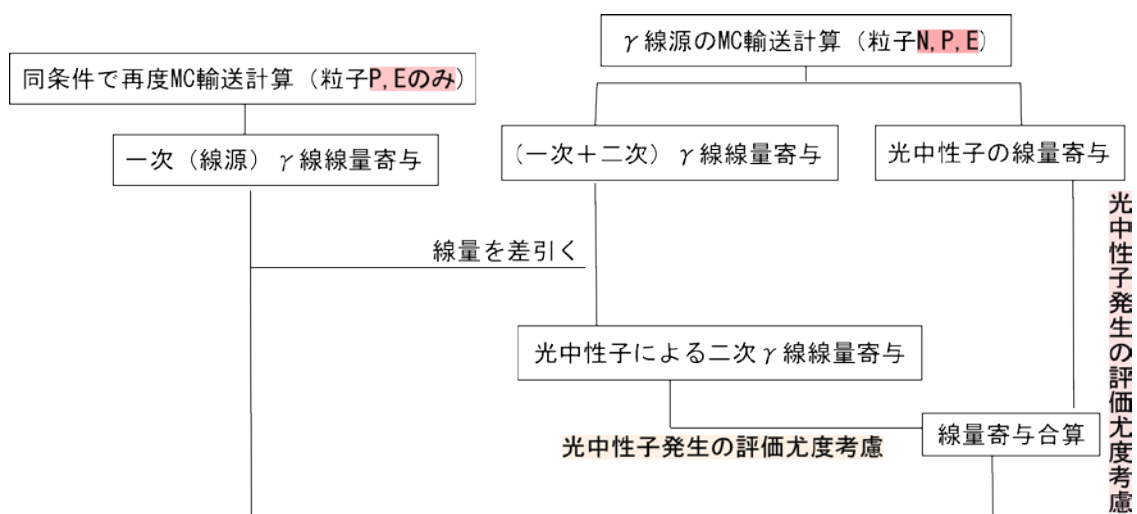 γ線源のMC輸送計算（粒子N,P,E）
同条件で再度MC輸送計算（粒子P,Eのみ）
一次（線源）γ線線量寄与
（一次＋二次）γ線線量寄与
光中性子の線量寄与
線量を差引く
光中性子発生の評価尤度考慮
光中性子による二次γ線線量寄与
線量寄与合算
光中性子発生の評価尤度考慮